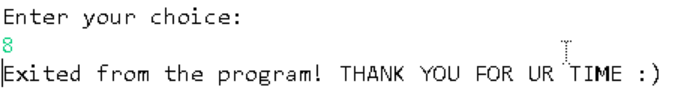 Enter your choice:
8
Exited from the program! THANK YOU FOR UR TIME :)